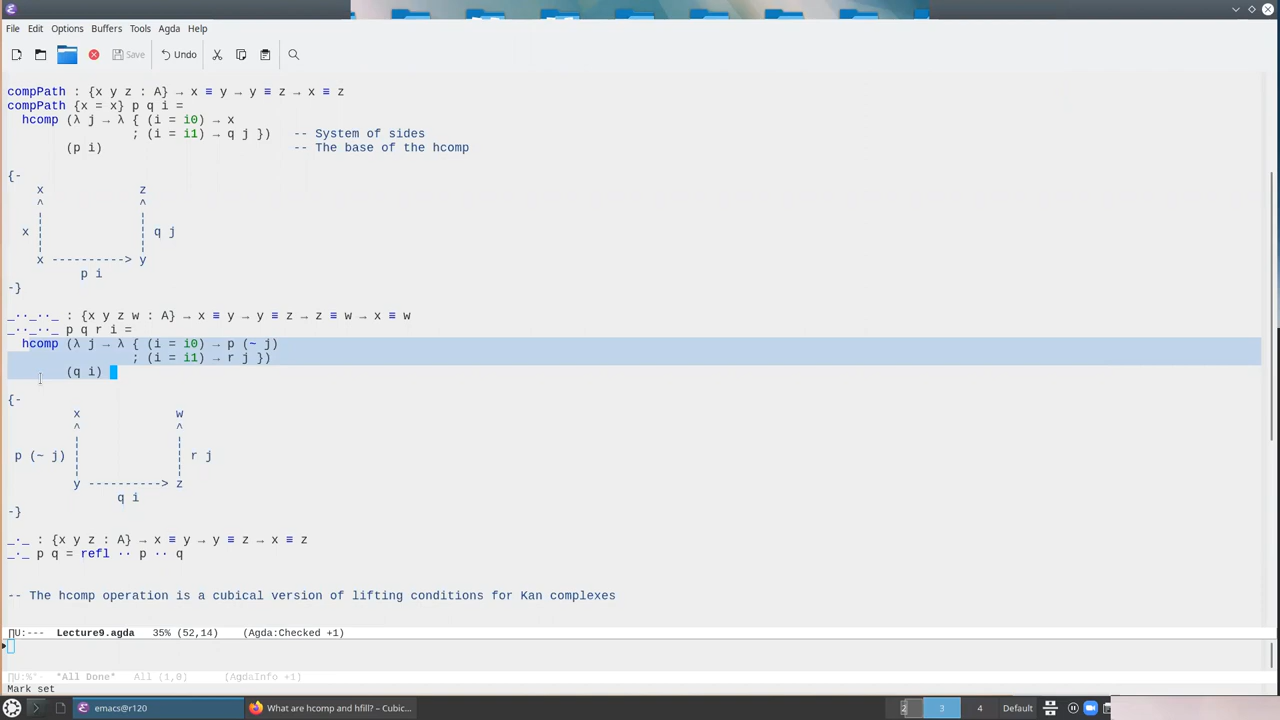 File Edit Options Buffers Tools Agda Help
Save Undo
compPath : {x y z : A} → x ≡ y → y ≡ z → x ≡ z
compPath {x = x} p q i =
hcomp (λ j → λ { (i = i0) → x
; (i = i1) → q j }) -- System of sides
(p i) -- The base of the hcomp
{-
x z
^ ^
x q j
x ----------> y
p i
-}
_··_··_ : {x y z w : A} → x ≡ y → y ≡ z → z ≡ w → x ≡ w
_··_··_ p q r i =
hcomp (λ j → λ { (i = i0) → p (~ j)
; (i = i1) → r j })
(q i)
{-
x w
^ ^
p (~ j) r j
y ----------> z
q i
-}
_∙_ : {x y z : A} → x ≡ y → y ≡ z → x ≡ z
_∙_ p q = refl ·· p ·· q
-- The hcomp operation is a cubical version of lifting conditions for Kan complexes
∏U:--- Lecture9.agda 35% (52,14) (Agda:Checked +1)
∏U:%*- *All Done* All (1,0) (AgdaInfo +1)
Mark set
emacs@r120 What are hcomp and hfill? – Cubic... 2 3 4 Default